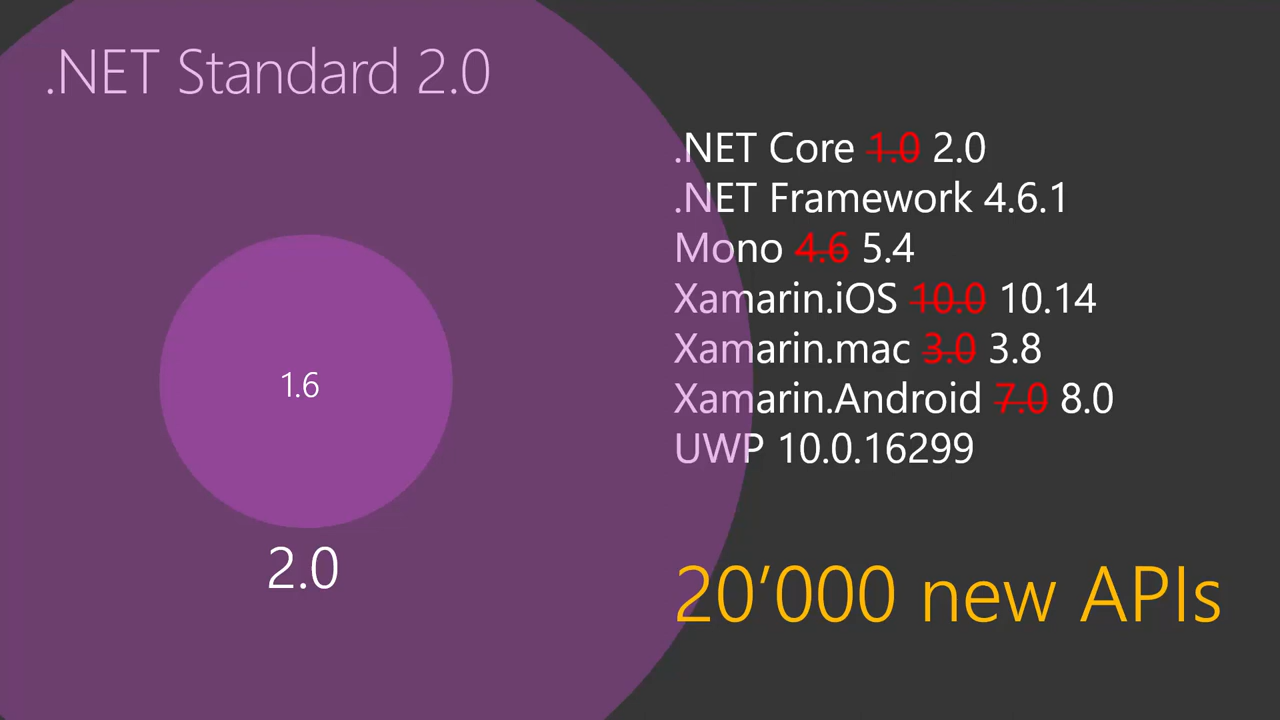 .NET Standard 2.0
1.6
2.0
.NET Core 1.0 2.0
.NET Framework 4.6.1
Mono 4.6 5.4
Xamarin.iOS 10.0 10.14
Xamarin.mac 3.0 3.8
Xamarin.Android 7.0 8.0
UWP 10.0.16299
20’000 new APIs